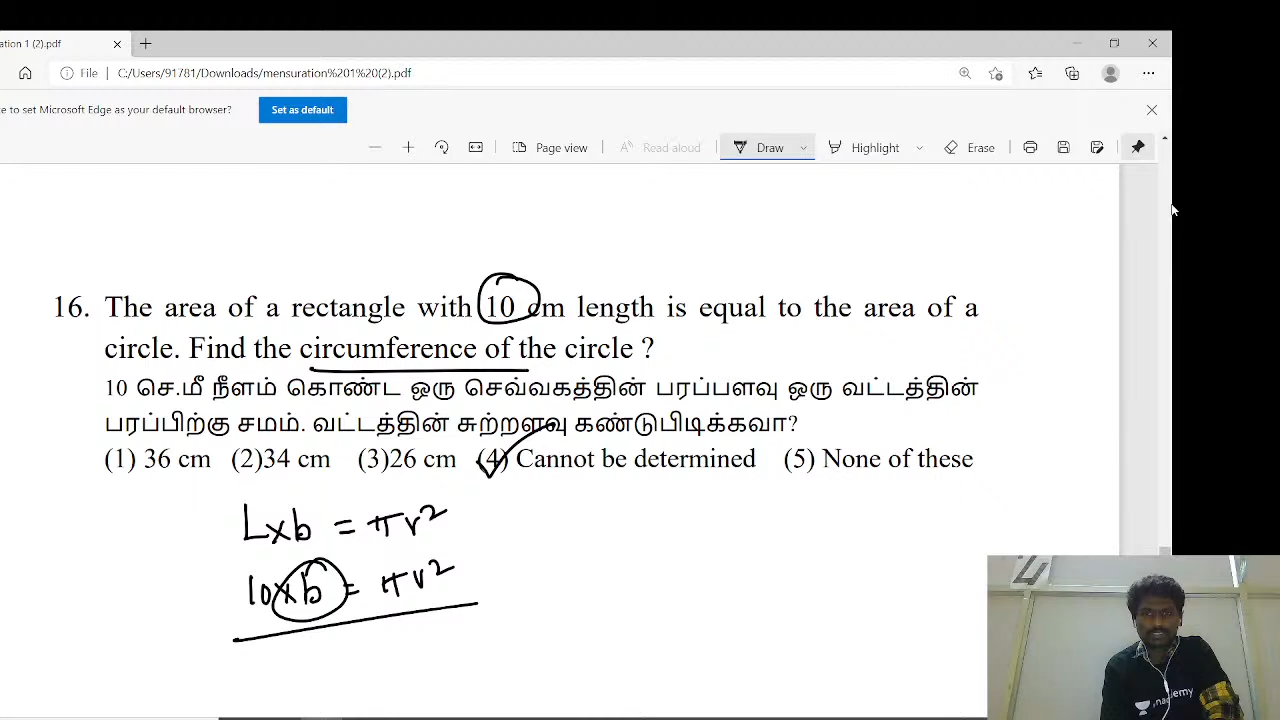 ation 1 (2).pdf
File C:/Users/91781/Downloads/mensuration%201%20(2).pdf
e to set Microsoft Edge as your default browser? Set as default
Page view Read aloud Draw Highlight Erase
16. The area of a rectangle with 10 cm length is equal to the area of a
circle. Find the circumference of the circle ?
10 செ.மீ நீளம் கொண்ட ஒரு செவ்வகத்தின் பரப்பளவு ஒரு வட்டத்தின்
பரப்பிற்கு சமம். வட்டத்தின் சுற்றளவு கண்டுபிடிக்கவா?
(1) 36 cm (2)34 cm (3)26 cm (4) Cannot be determined (5) None of these
L×b = πr²
10×b = πr²